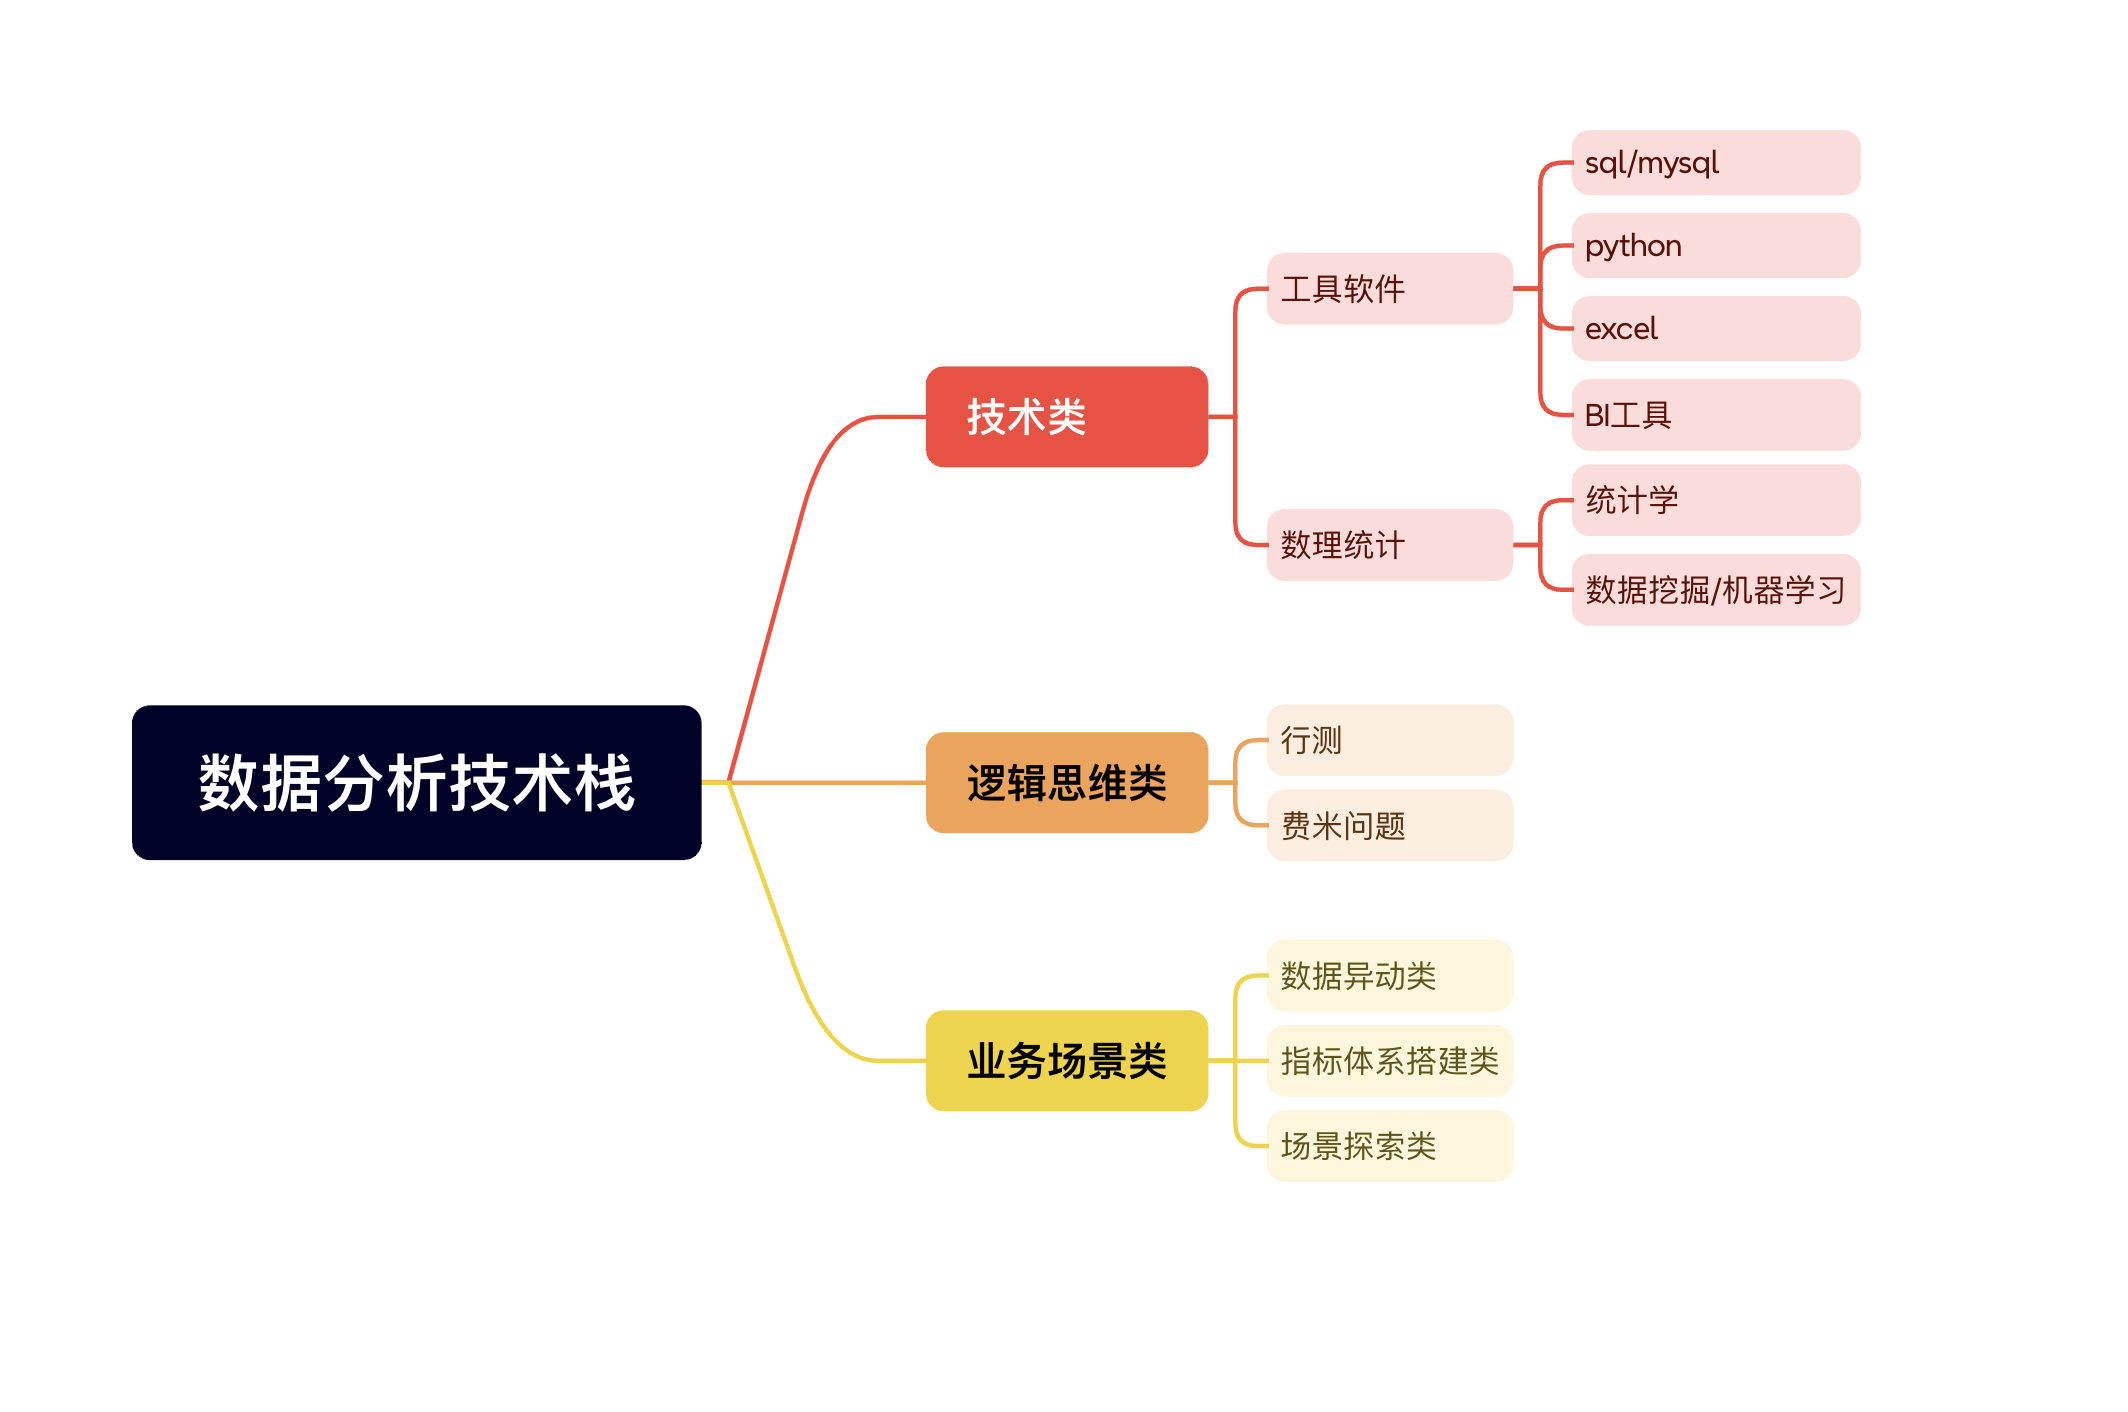 数据分析技术栈
技术类
工具软件
sql/mysql
python
excel
BI工具
数理统计
统计学
数据挖掘/机器学习
逻辑思维类
行测
费米问题
业务场景类
数据异动类
指标体系搭建类
场景探索类